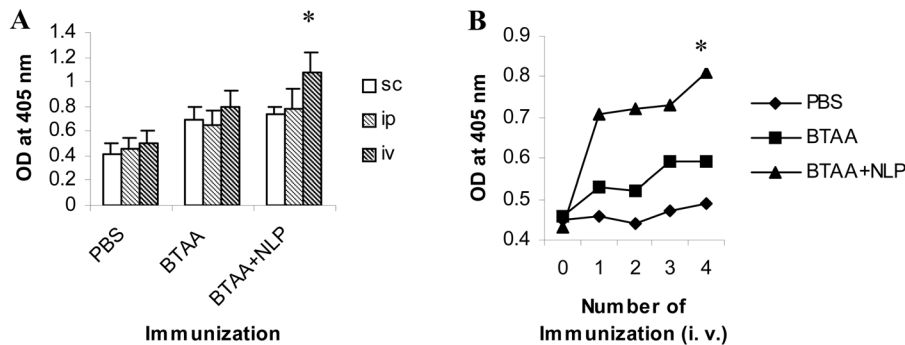 A
OD at 405 nm
1.4
1.2
1
0.8
0.6
0.4
0.2
0
*
sc
ip
iv
PBS
BTAA
BTAA+NLP
Immunization
B
OD at 405 nm
0.9
0.8
0.7
0.6
0.5
0.4
*
0 1 2 3 4
PBS
BTAA
BTAA+NLP
Number of
Immunization (i. v.)